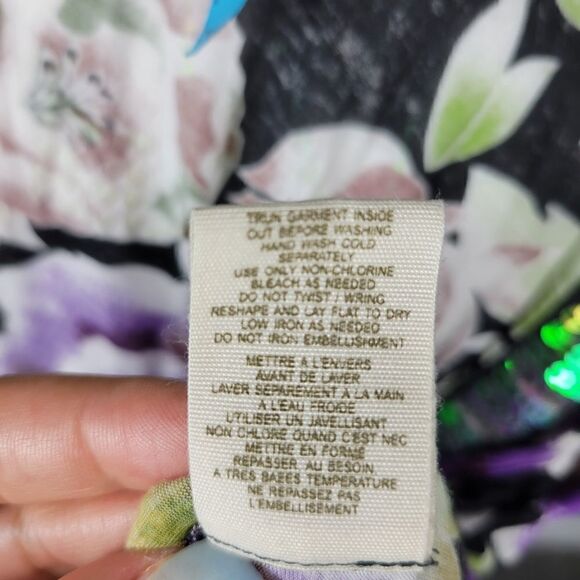 TRUN GARMENT INSIDE
OUT BEFORE WASHING
HAND WASH COLD
SEPARATELY
USE ONLY NON-CHLORINE
BLEACH AS NEEDED
DO NOT TWIST / WRING
RESHAPE AND LAY FLAT TO DRY
LOW IRON AS NEEDED
DO NOT IRON EMBELLISHMENT
METTRE A L'ENVERS
AVANT DE LAVER
LAVER SEPAREMENT A LA MAIN
A L'EAU FROIDE
UTILISER UN JAVELLISANT
NON CHLORE QUAND C'EST NEC
METTRE EN FORME
REPASSER AU BESOIN
A TRES BAEES TEMPERATURE
NE REPASSEZ PAS
L'EMBELLISSEMENT